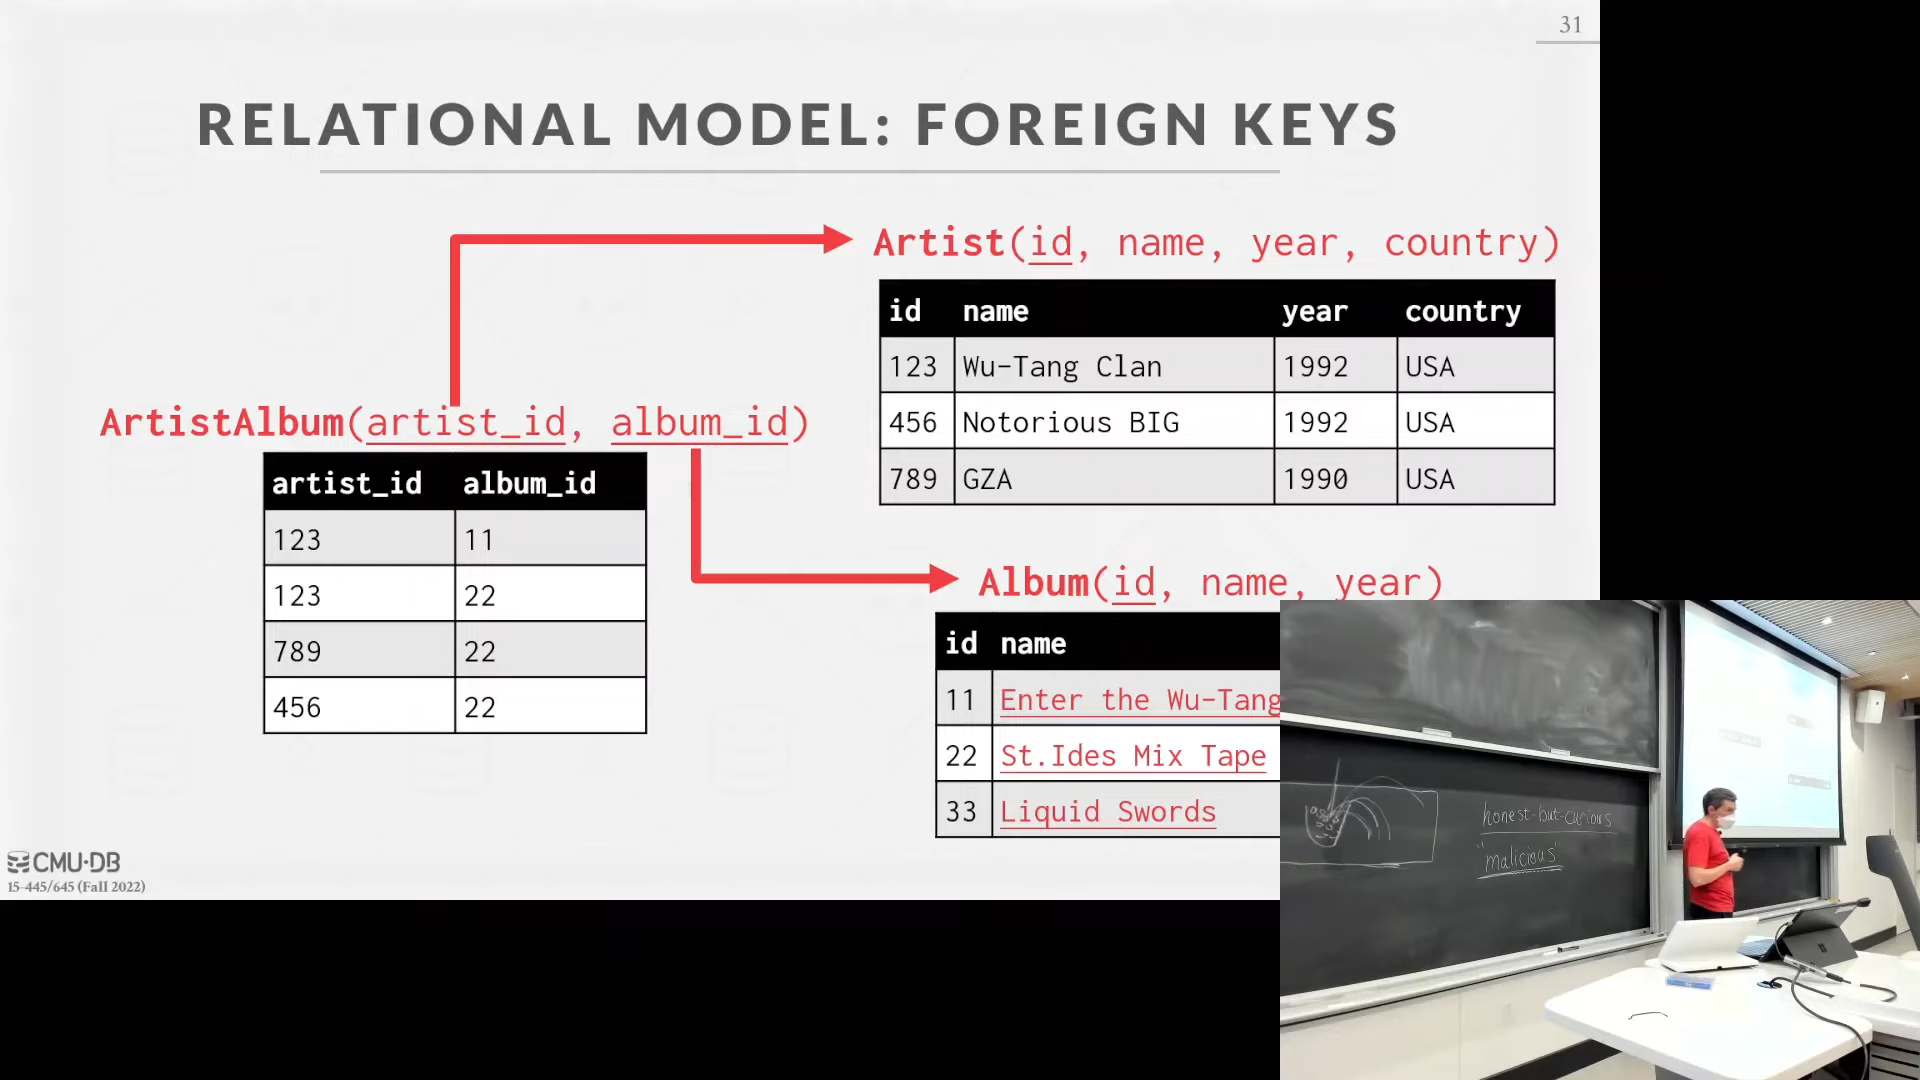 31
RELATIONAL MODEL: FOREIGN KEYS
Artist(id, name, year, country)
id name year country
123 Wu-Tang Clan 1992 USA
456 Notorious BIG 1992 USA
789 GZA 1990 USA
ArtistAlbum(artist_id, album_id)
artist_id album_id
123 11
123 22
789 22
456 22
Album(id, name, year)
id name
11 Enter the Wu-Tang
22 St.Ides Mix Tape
33 Liquid Swords
CMU·DB
15-445/645 (Fall 2022)
honest-but-curious
"malicious"